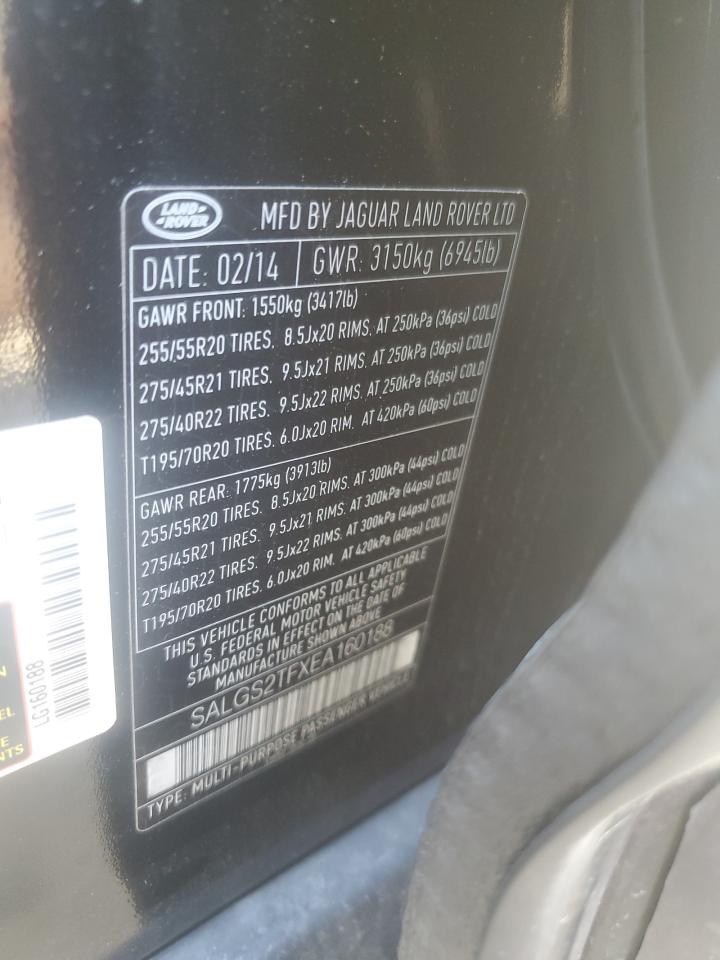 LAND
ROVER
MFD BY JAGUAR LAND ROVER LTD
DATE: 02/14 GWR: 3150kg (6945lb)
GAWR FRONT: 1550kg (3417lb)
255/55R20 TIRES. 8.5Jx20 RIMS. AT 250kPa (36psi) COLD
275/45R21 TIRES. 9.5Jx21 RIMS. AT 250kPa (36psi) COLD
275/40R22 TIRES. 9.5Jx22 RIMS. AT 250kPa (36psi) COLD
T195/70R20 TIRES. 6.0Jx20 RIM. AT 420kPa (60psi) COLD
GAWR REAR: 1775kg (3913lb)
255/55R20 TIRES. 8.5Jx20 RIMS. AT 300kPa (44psi) COLD
275/45R21 TIRES. 9.5Jx21 RIMS. AT 300kPa (44psi) COLD
275/40R22 TIRES. 9.5Jx22 RIMS. AT 300kPa (44psi) COLD
T195/70R20 TIRES. 6.0Jx20 RIM. AT 420kPa (60psi) COLD
THIS VEHICLE CONFORMS TO ALL APPLICABLE
U.S. FEDERAL MOTOR VEHICLE SAFETY
STANDARDS IN EFFECT ON THE DATE OF
MANUFACTURE SHOWN ABOVE
SALGS2TFXEA160188
TYPE: MULTI-PURPOSE PASSENGER VEHICLE
LG160188